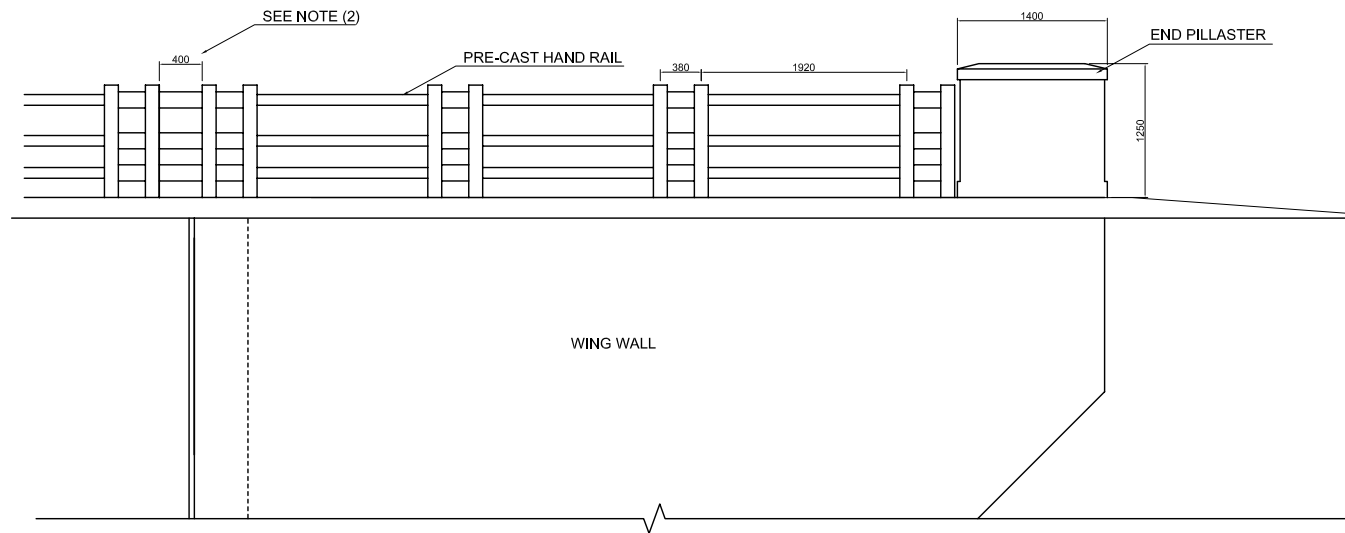 SEE NOTE (2)
1400
END PILLASTER
400
PRE-CAST HAND RAIL
380
1920
1250
WING WALL